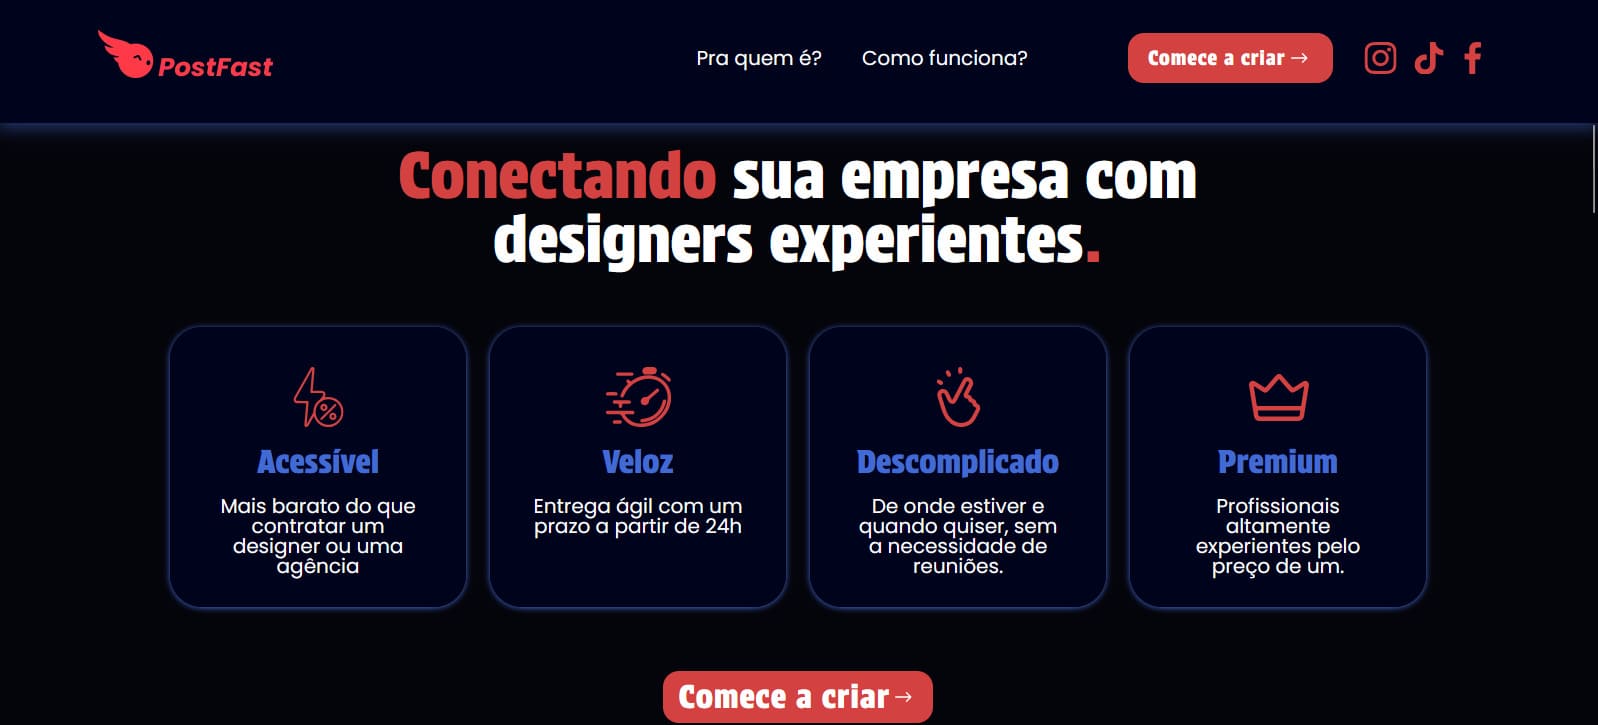 PostFast
Pra quem é?
Como funciona?
Comece a criar →
Conectando sua empresa com
designers experientes.
Acessível
Mais barato do que
contratar um
designer ou uma
agência
Veloz
Entrega ágil com um
prazo a partir de 24h
Descomplicado
De onde estiver e
quando quiser, sem
a necessidade de
reuniões.
Premium
Profissionais
altamente
experientes pelo
preço de um.
Comece a criar →